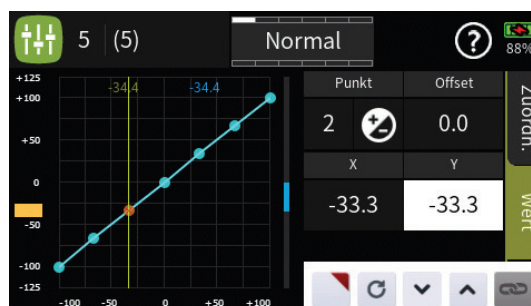 5 (5) Normal ? 88%
+125 -34.4 -34.4
+100
+50
0
-50
-100
-125
-100 -50 0 +50 +100
Punkt Offset
2 0.0
X Y
-33.3 -33.3
Zuordn.
Wert